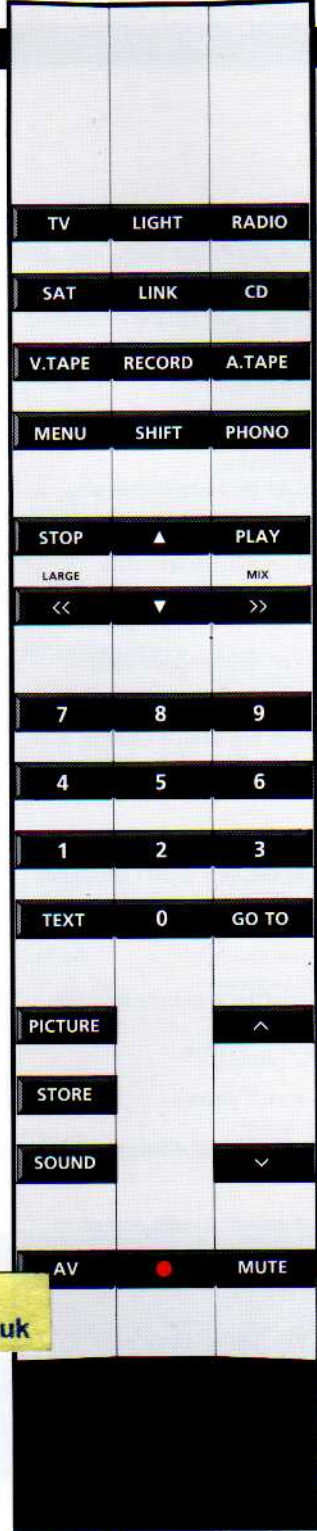 TV LIGHT RADIO
SAT LINK CD
V.TAPE RECORD A.TAPE
MENU SHIFT PHONO
STOP ▲ PLAY
LARGE MIX
<< ▼ >>
7 8 9
4 5 6
1 2 3
TEXT 0 GO TO
PICTURE
STORE
SOUND
AV MUTE
uk